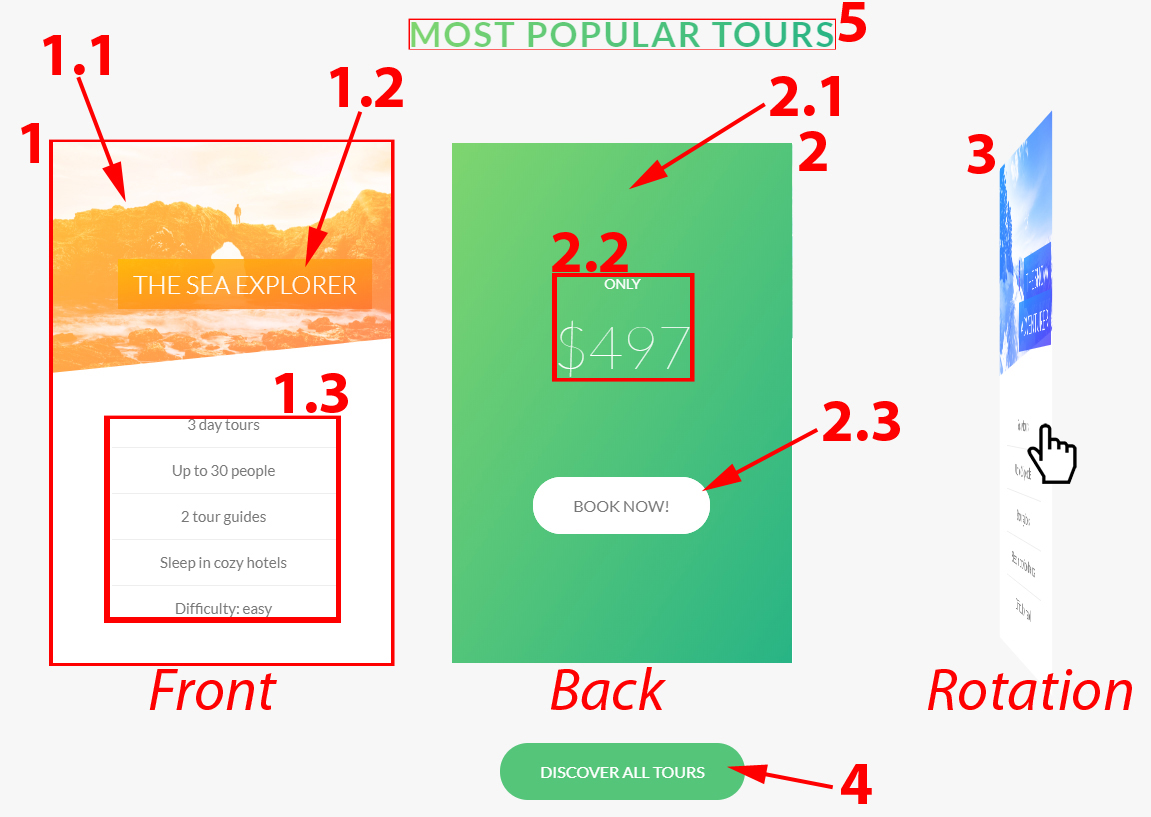 MOST POPULAR TOURS
5
1.1
1.2
1
THE SEA EXPLORER
1.3
3 day tours
Up to 30 people
2 tour guides
Sleep in cozy hotels
Difficulty: easy
Front
2.1
2
2.2
ONLY
$497
2.3
BOOK NOW!
Back
3
Rotation
DISCOVER ALL TOURS
4